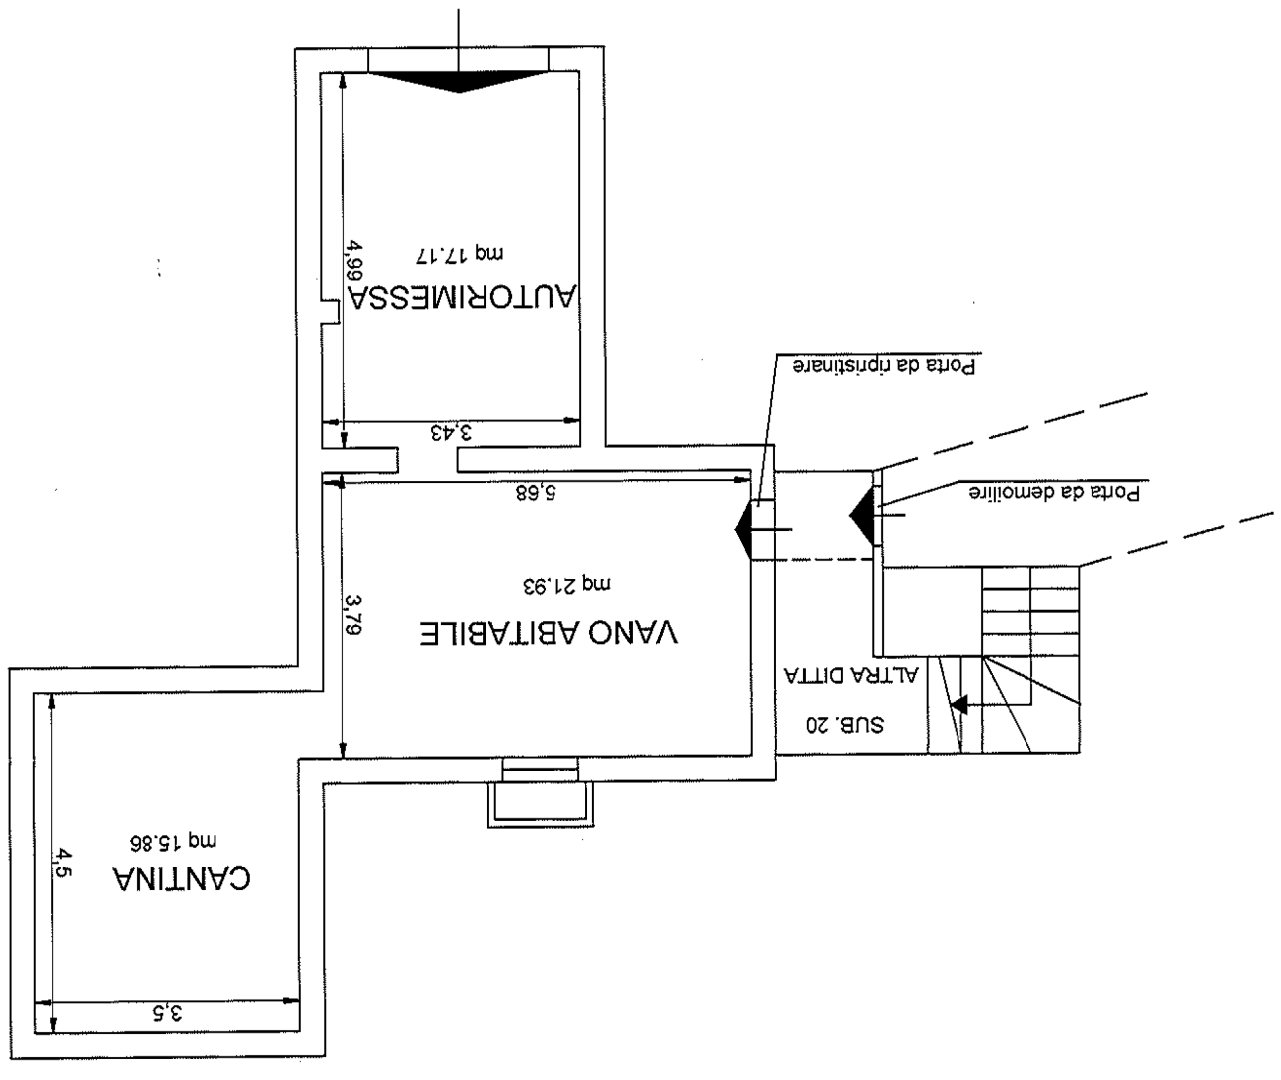 CANTINA
mq 15.86
3,5
4,5
SUB. 20
ALTRA DITTA
VANO ABITABILE
mq 21.93
3,79
5,68
Porta da demoilire
Porta da ripristinare
3,43
AUTORIMESSA
mq 17.17
4,99